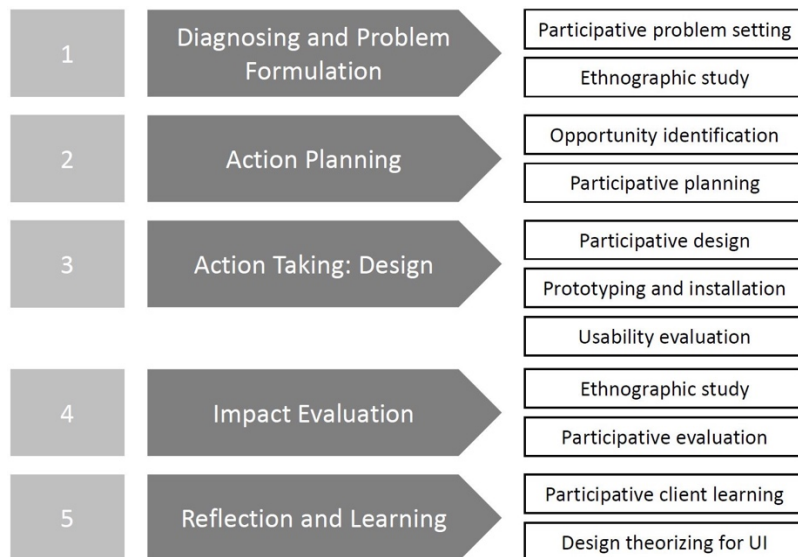 1
Diagnosing and Problem
Formulation
Participative problem setting
Ethnographic study
2
Action Planning
Opportunity identification
Participative planning
3
Action Taking: Design
Participative design
Prototyping and installation
Usability evaluation
4
Impact Evaluation
Ethnographic study
Participative evaluation
5
Reflection and Learning
Participative client learning
Design theorizing for UI